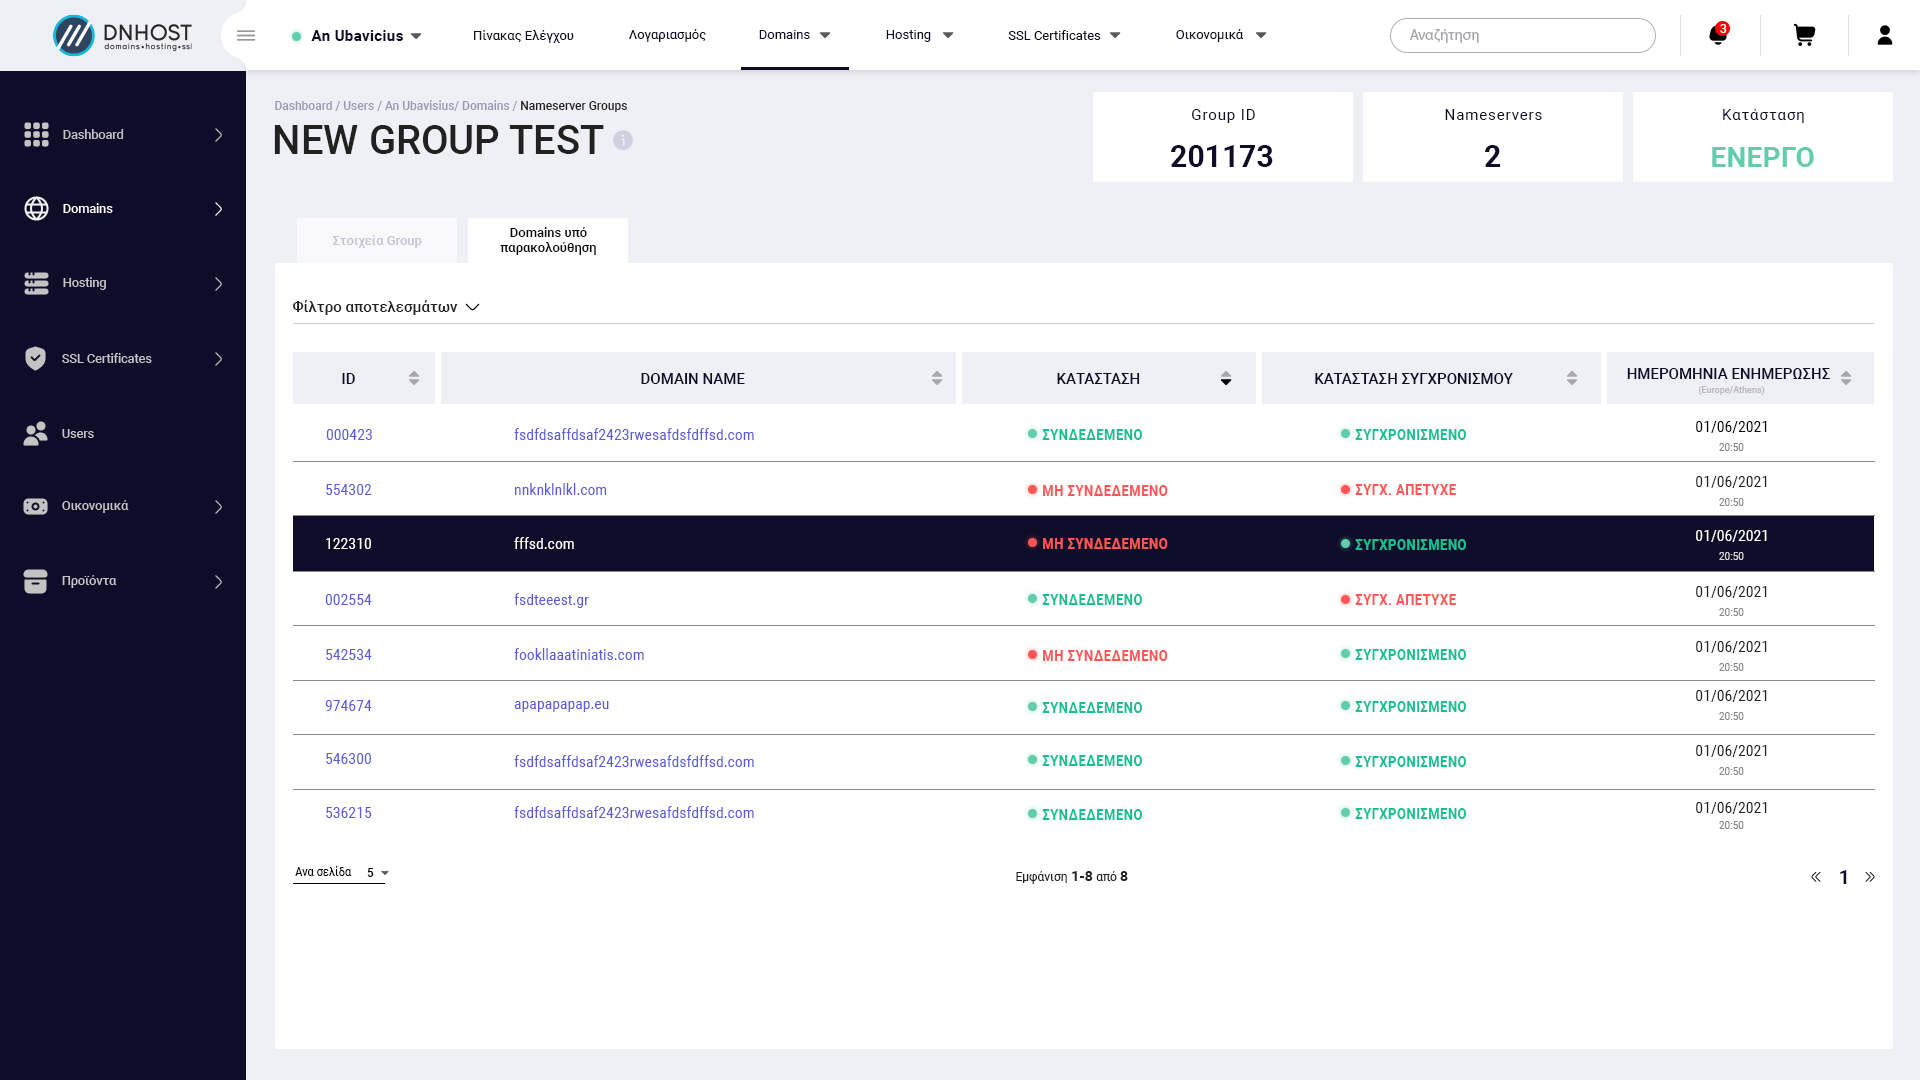 DNHOST
domains•hosting•ssl
An Ubavicius
Πίνακας Ελέγχου
Λογαριασμός
Domains
Hosting
SSL Certificates
Οικονομικά
Αναζήτηση
3
Dashboard
Domains
Hosting
SSL Certificates
Users
Οικονομικά
Προϊόντα
Dashboard / Users / An Ubavisius/ Domains / Nameserver Groups
NEW GROUP TEST
i
Group ID
201173
Nameservers
2
Κατάσταση
ΕΝΕΡΓΟ
Στοιχεία Group
Domains υπό
παρακολούθηση
Φίλτρο αποτελεσμάτων
ID
DOMAIN NAME
ΚΑΤΑΣΤΑΣΗ
ΚΑΤΑΣΤΑΣΗ ΣΥΓΧΡΟΝΙΣΜΟΥ
ΗΜΕΡΟΜΗΝΙΑ ΕΝΗΜΕΡΩΣΗΣ
(Europe/Athens)
000423 fsdfdsaffdsaf2423rwesafdsfdffsd.com ΣΥΝΔΕΔΕΜΕΝΟ ΣΥΓΧΡΟΝΙΣΜΕΝΟ 01/06/2021
20:50
554302 nnknklnlkl.com ΜΗ ΣΥΝΔΕΔΕΜΕΝΟ ΣΥΓΧ. ΑΠΕΤΥΧΕ 01/06/2021
20:50
122310 fffsd.com ΜΗ ΣΥΝΔΕΔΕΜΕΝΟ ΣΥΓΧΡΟΝΙΣΜΕΝΟ 01/06/2021
20:50
002554 fsdteeest.gr ΣΥΝΔΕΔΕΜΕΝΟ ΣΥΓΧ. ΑΠΕΤΥΧΕ 01/06/2021
20:50
542534 fookllaaatiniatis.com ΜΗ ΣΥΝΔΕΔΕΜΕΝΟ ΣΥΓΧΡΟΝΙΣΜΕΝΟ 01/06/2021
20:50
974674 apapapapap.eu ΣΥΝΔΕΔΕΜΕΝΟ ΣΥΓΧΡΟΝΙΣΜΕΝΟ 01/06/2021
20:50
546300 fsdfdsaffdsaf2423rwesafdsfdffsd.com ΣΥΝΔΕΔΕΜΕΝΟ ΣΥΓΧΡΟΝΙΣΜΕΝΟ 01/06/2021
20:50
536215 fsdfdsaffdsaf2423rwesafdsfdffsd.com ΣΥΝΔΕΔΕΜΕΝΟ ΣΥΓΧΡΟΝΙΣΜΕΝΟ 01/06/2021
20:50
Ανα σελίδα 5
Εμφάνιση 1-8 από 8
« 1 »